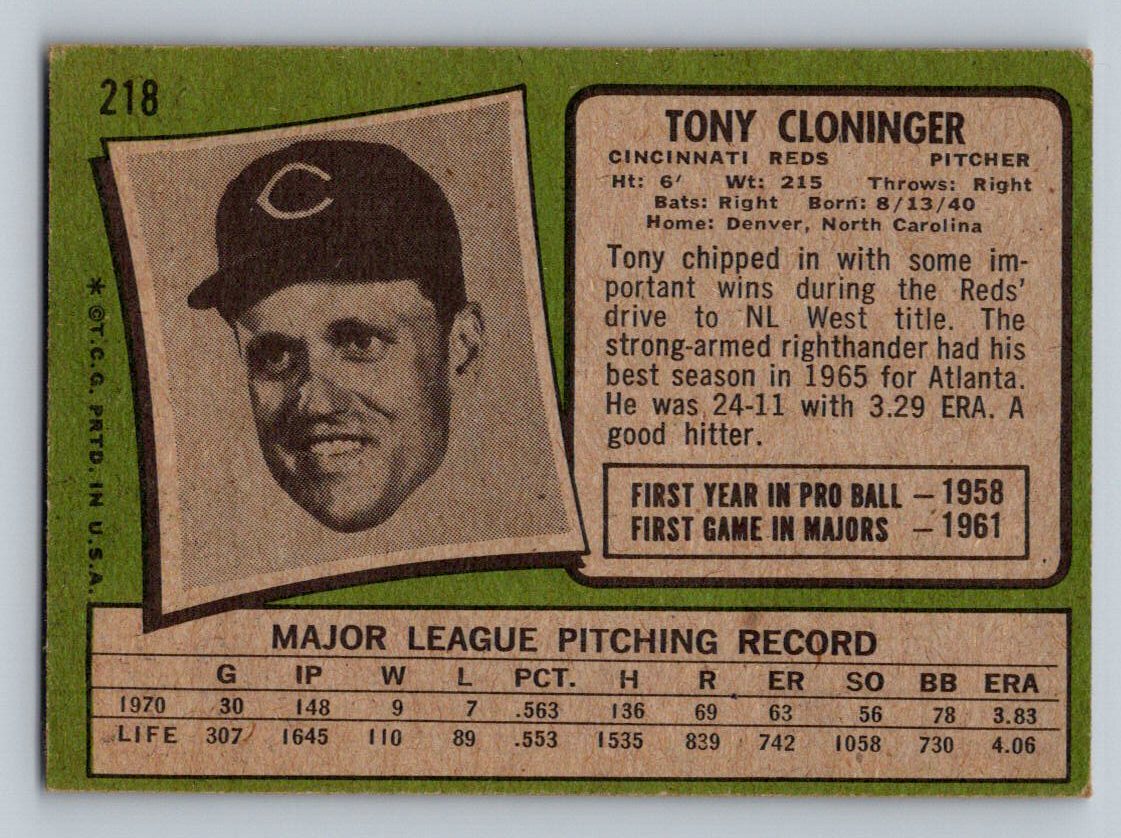 218
TONY CLONINGER
CINCINNATI REDS PITCHER
Ht: 6' Wt: 215 Throws: Right
Bats: Right Born: 8/13/40
Home: Denver, North Carolina
Tony chipped in with some im-
portant wins during the Reds'
drive to NL West title. The
strong-armed righthander had his
best season in 1965 for Atlanta.
He was 24-11 with 3.29 ERA. A
good hitter.
FIRST YEAR IN PRO BALL – 1958
FIRST GAME IN MAJORS – 1961
C
* ©T.C.G. PRTD. IN U.S.A.
MAJOR LEAGUE PITCHING RECORD
G IP W L PCT. H R ER SO BB ERA
1970 30 148 9 7 .563 136 69 63 56 78 3.83
LIFE 307 1645 110 89 .553 1535 839 742 1058 730 4.06